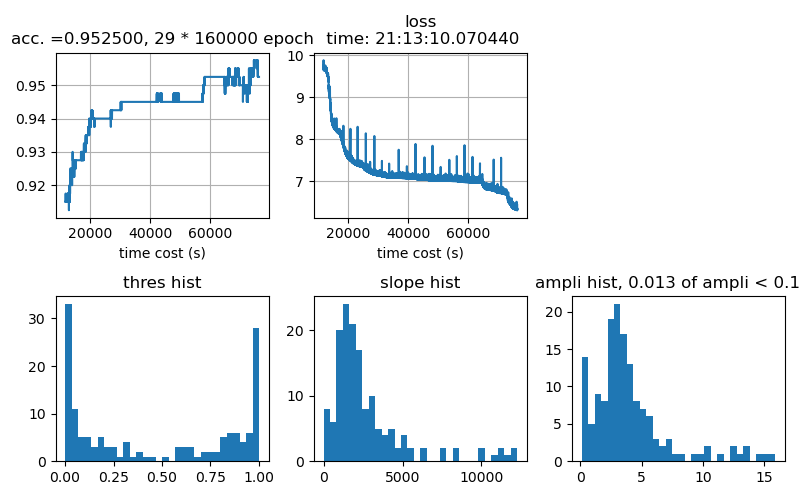 acc. =0.952500, 29 * 160000 epoch
0.95
0.94
0.93
0.92
20000 40000 60000
time cost (s)
loss
time: 21:13:10.070440
10
9
8
7
20000 40000 60000
time cost (s)
thres hist
30
20
10
0
0.00 0.25 0.50 0.75 1.00
slope hist
20
10
0
0 5000 10000
ampli hist, 0.013 of ampli < 0.1
20
15
10
5
0
0 5 10 15